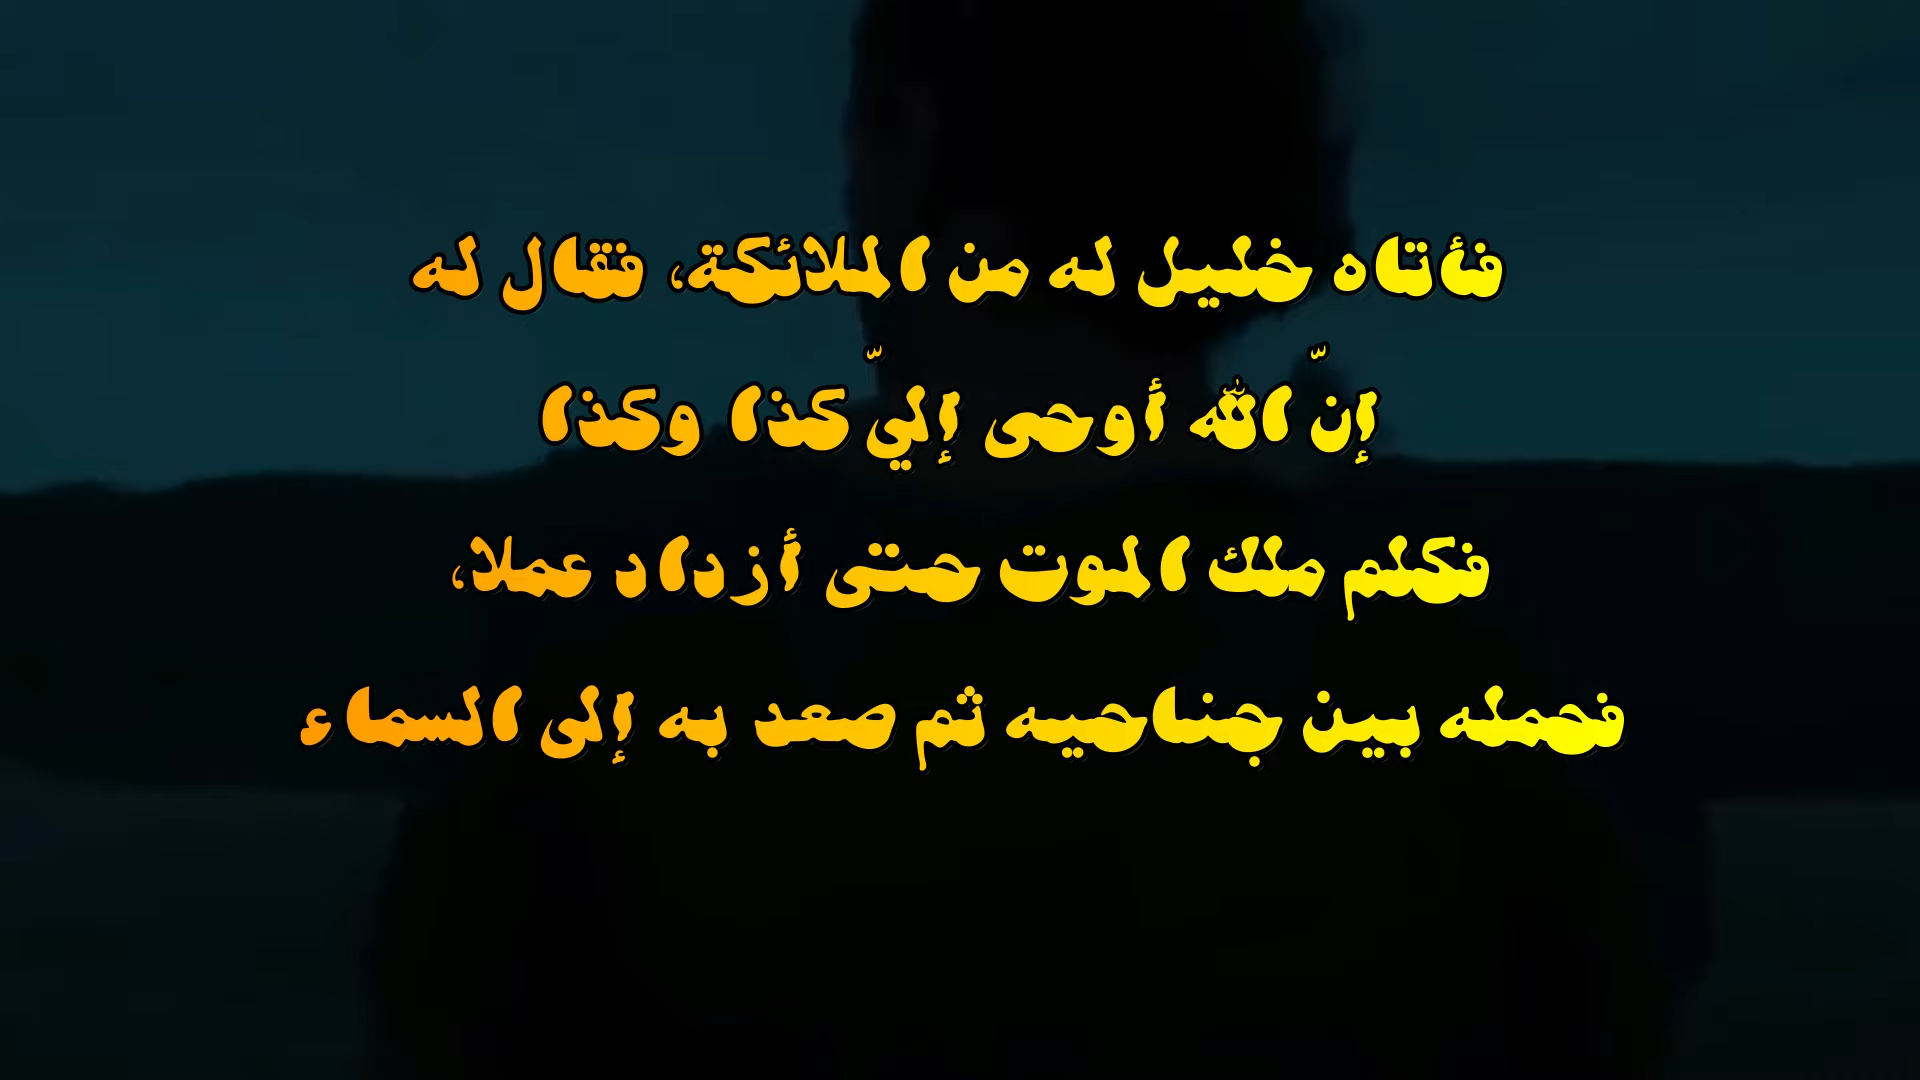 فأتاه خليل له من الملائكة، فقال له
إنّ الله أوحى إليّ كذا وكذا
فكلم ملك الموت حتى أزداد عملا،
فحمله بين جناحيه ثم صعد به إلى السماء